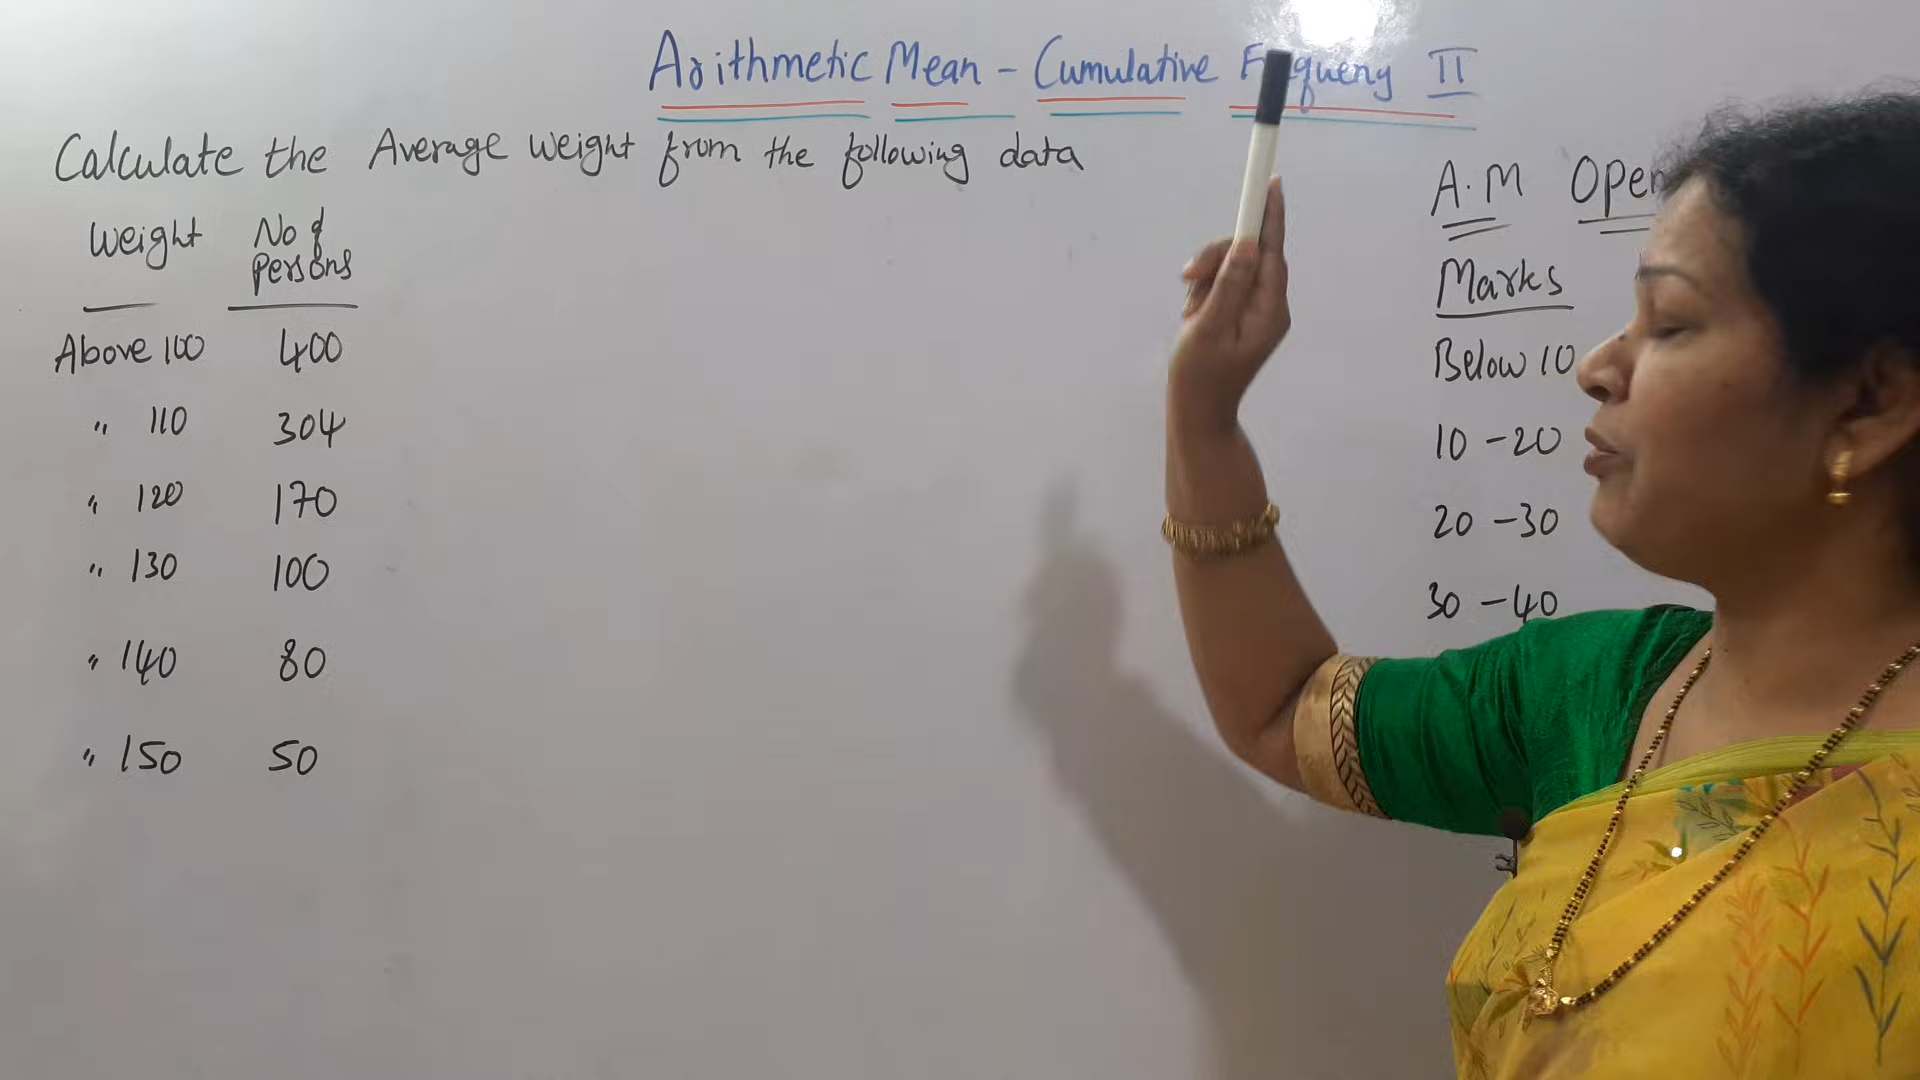 Arithmetic Mean - Cumulative Frequeny II
Calculate the Average weight from the following data
Weight No of Persons
Above 100 400
" 110 304
" 120 170
" 130 100
" 140 80
" 150 50
A.M Open
Marks
Below 10
10 - 20
20 - 30
30 - 40